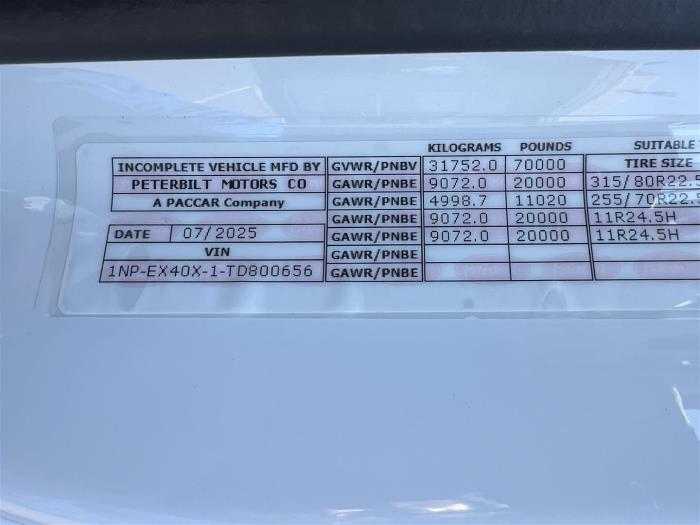 KILOGRAMS POUNDS SUITABLE
INCOMPLETE VEHICLE MFD BY GVWR/PNBV 31752.0 70000 TIRE SIZE
PETERBILT MOTORS CO GAWR/PNBE 9072.0 20000 315/80R22.5
A PACCAR Company GAWR/PNBE 4998.7 11020 255/70R22.5
GAWR/PNBE 9072.0 20000 11R24.5H
DATE 07/2025 GAWR/PNBE 9072.0 20000 11R24.5H
VIN GAWR/PNBE
1NP-EX40X-1-TD800656 GAWR/PNBE